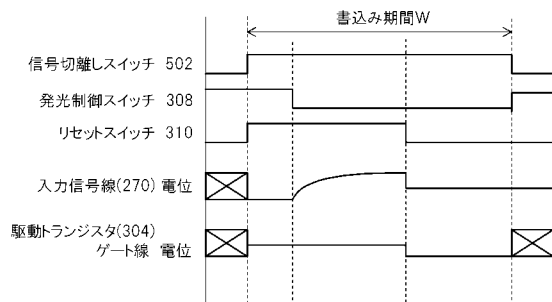 書込み期間W
信号切離しスイッチ 502
発光制御スイッチ 308
リセットスイッチ 310
入力信号線(270) 電位
駆動トランジスタ(304)
ゲート線 電位